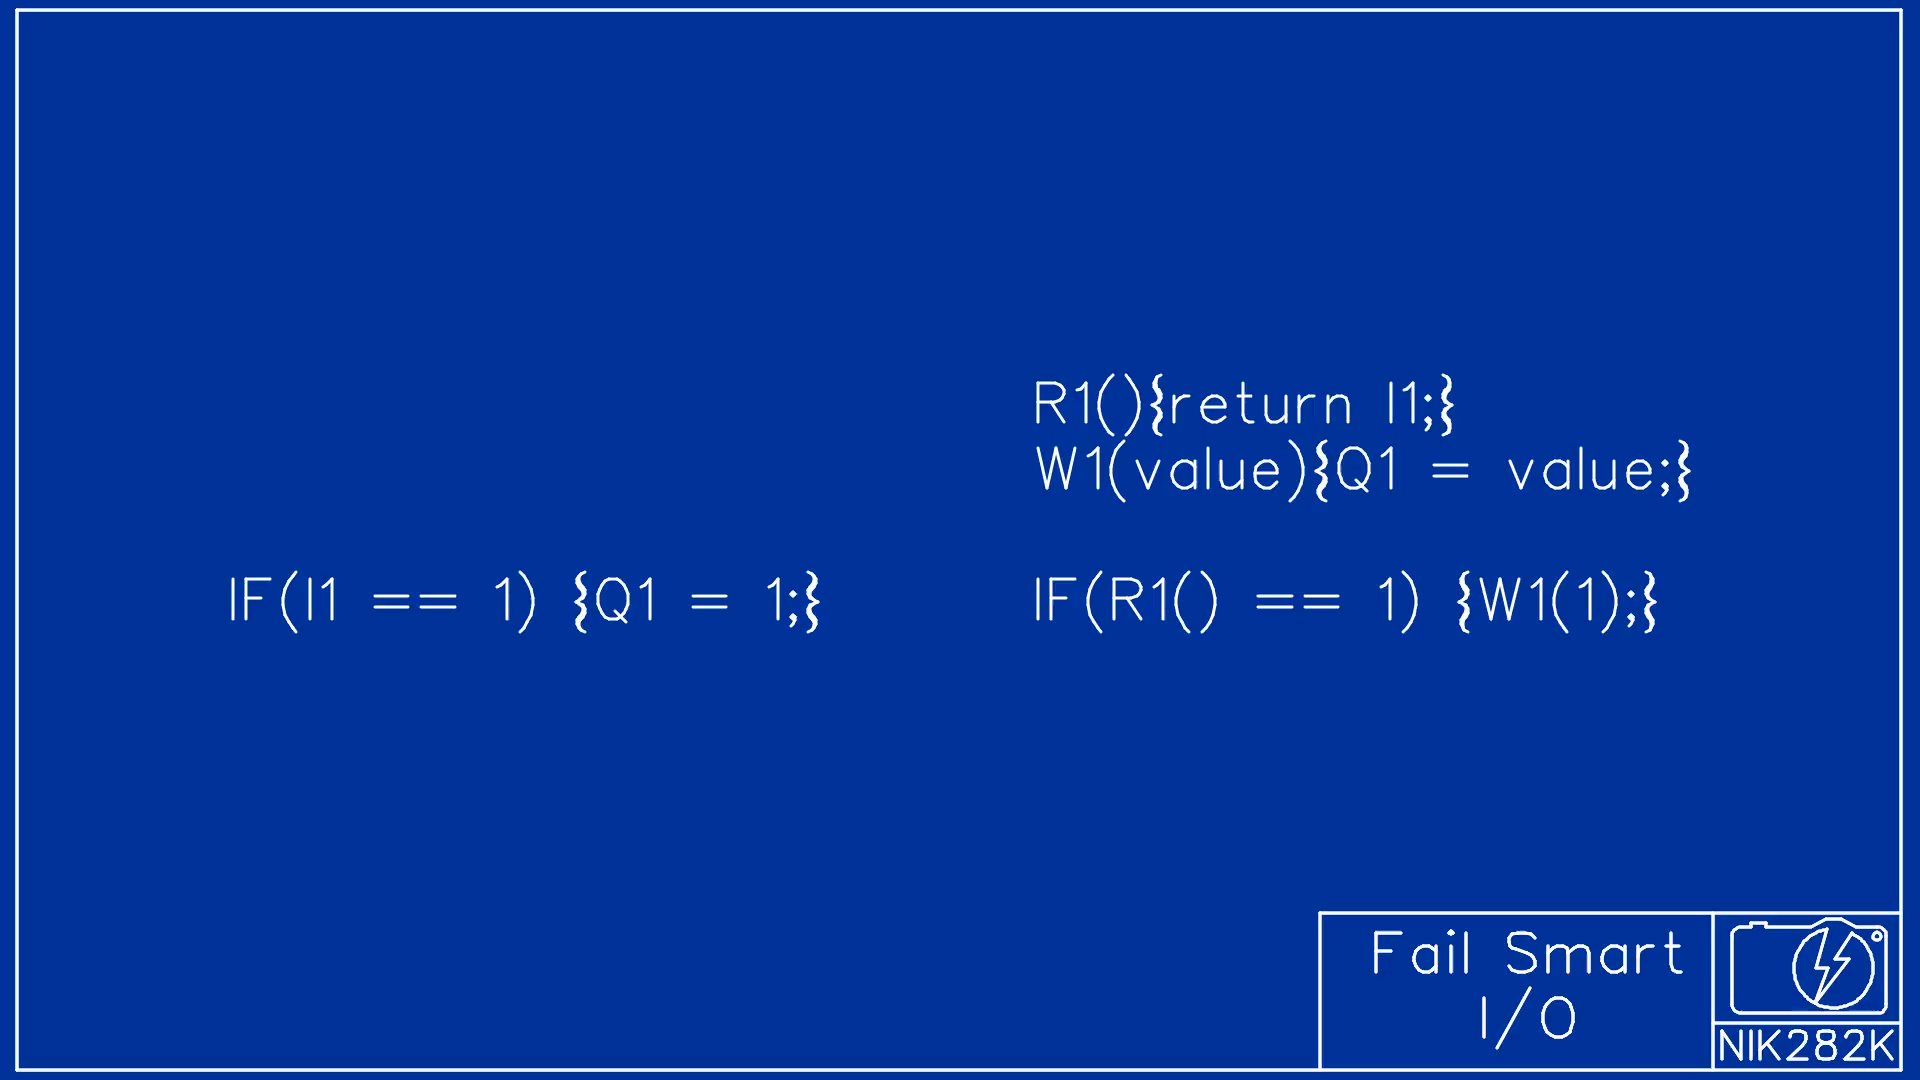 R1(){return I1;}
W1(value){Q1 = value;}
IF(I1 == 1) {Q1 = 1;}
IF(R1() == 1) {W1(1);}
Fail Smart
I/O
NIK282K